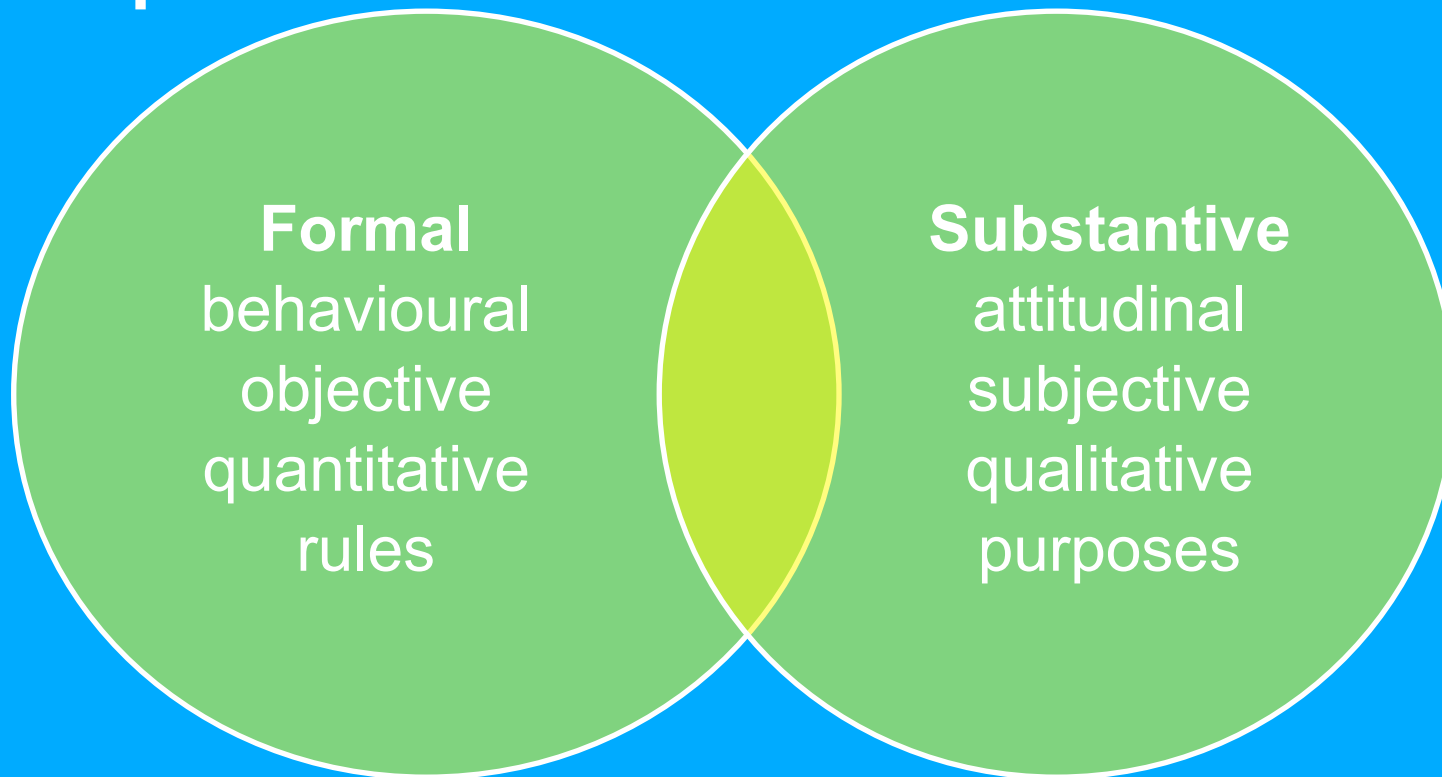 Formal
behavioural
objective
quantitative
rules
Substantive
attitudinal
subjective
qualitative
purposes